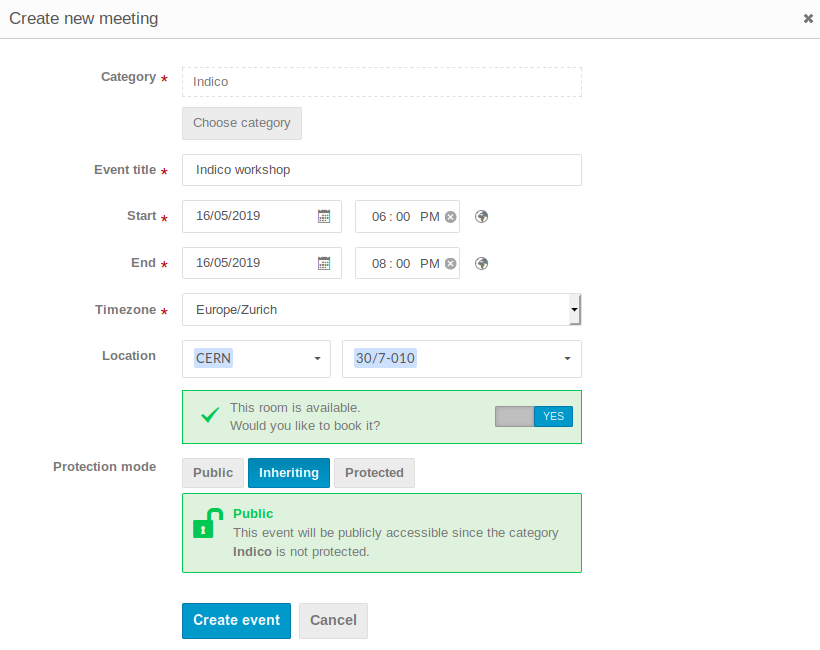 Create new meeting
Category *
Indico
Choose category
Event title *
Indico workshop
Start *
16/05/2019
06 : 00 PM
End *
16/05/2019
08 : 00 PM
Timezone *
Europe/Zurich
Location
CERN
30/7-010
This room is available.
Would you like to book it?
YES
Protection mode
Public
Inheriting
Protected
Public
This event will be publicly accessible since the category
Indico is not protected.
Create event
Cancel